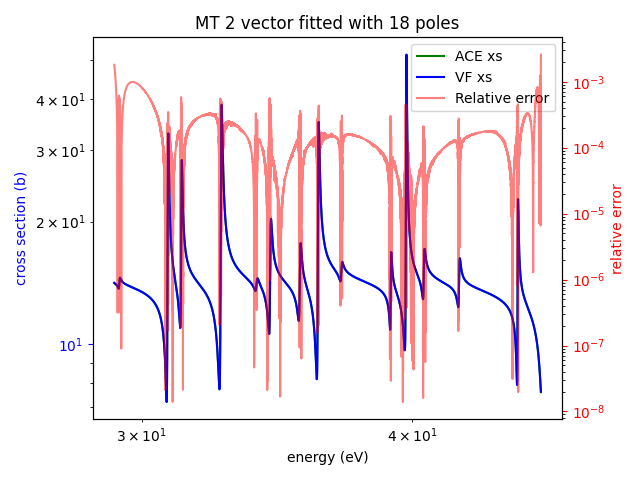 MT 2 vector fitted with 18 poles
ACE xs
VF xs
Relative error
cross section (b)
4 × 10¹
3 × 10¹
2 × 10¹
10¹
10⁻³
10⁻⁴
10⁻⁵
10⁻⁶
10⁻⁷
10⁻⁸
relative error
3 × 10¹
4 × 10¹
energy (eV)